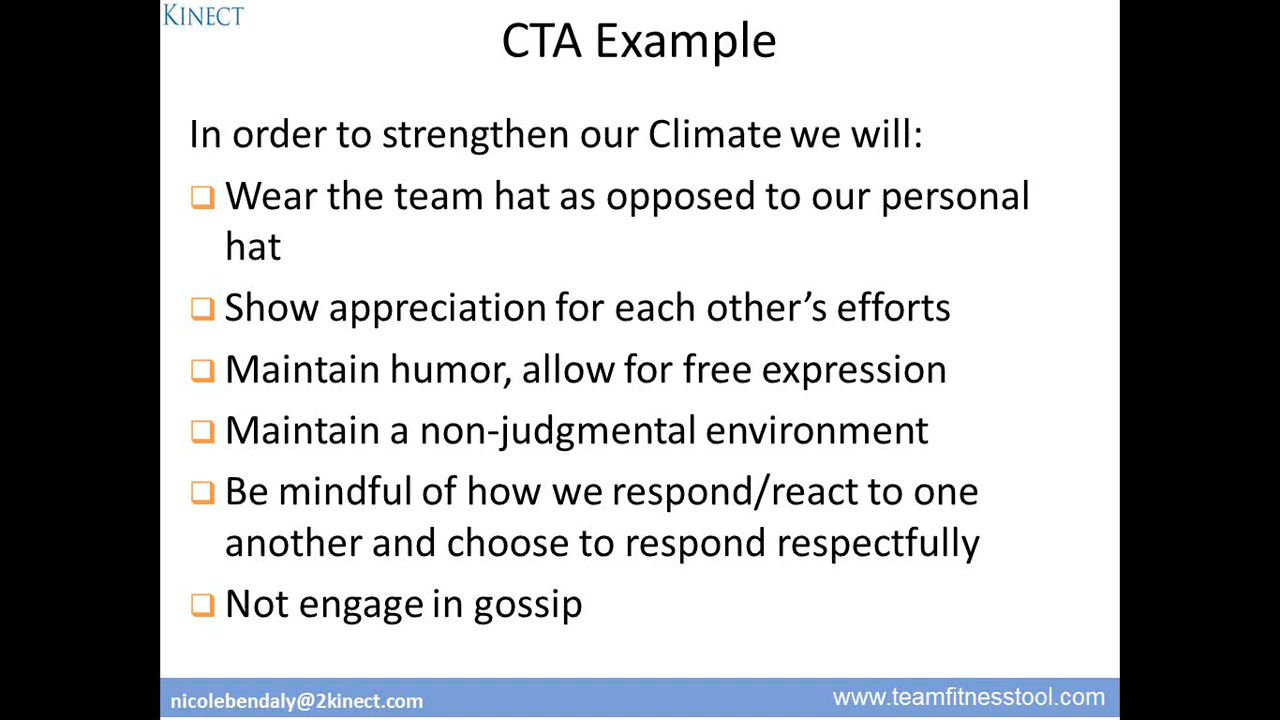 KINECT
CTA Example
In order to strengthen our Climate we will:
❑ Wear the team hat as opposed to our personal
hat
❑ Show appreciation for each other’s efforts
❑ Maintain humor, allow for free expression
❑ Maintain a non-judgmental environment
❑ Be mindful of how we respond/react to one
another and choose to respond respectfully
❑ Not engage in gossip
nicolebendaly@2kinect.com
www.teamfitnesstool.com